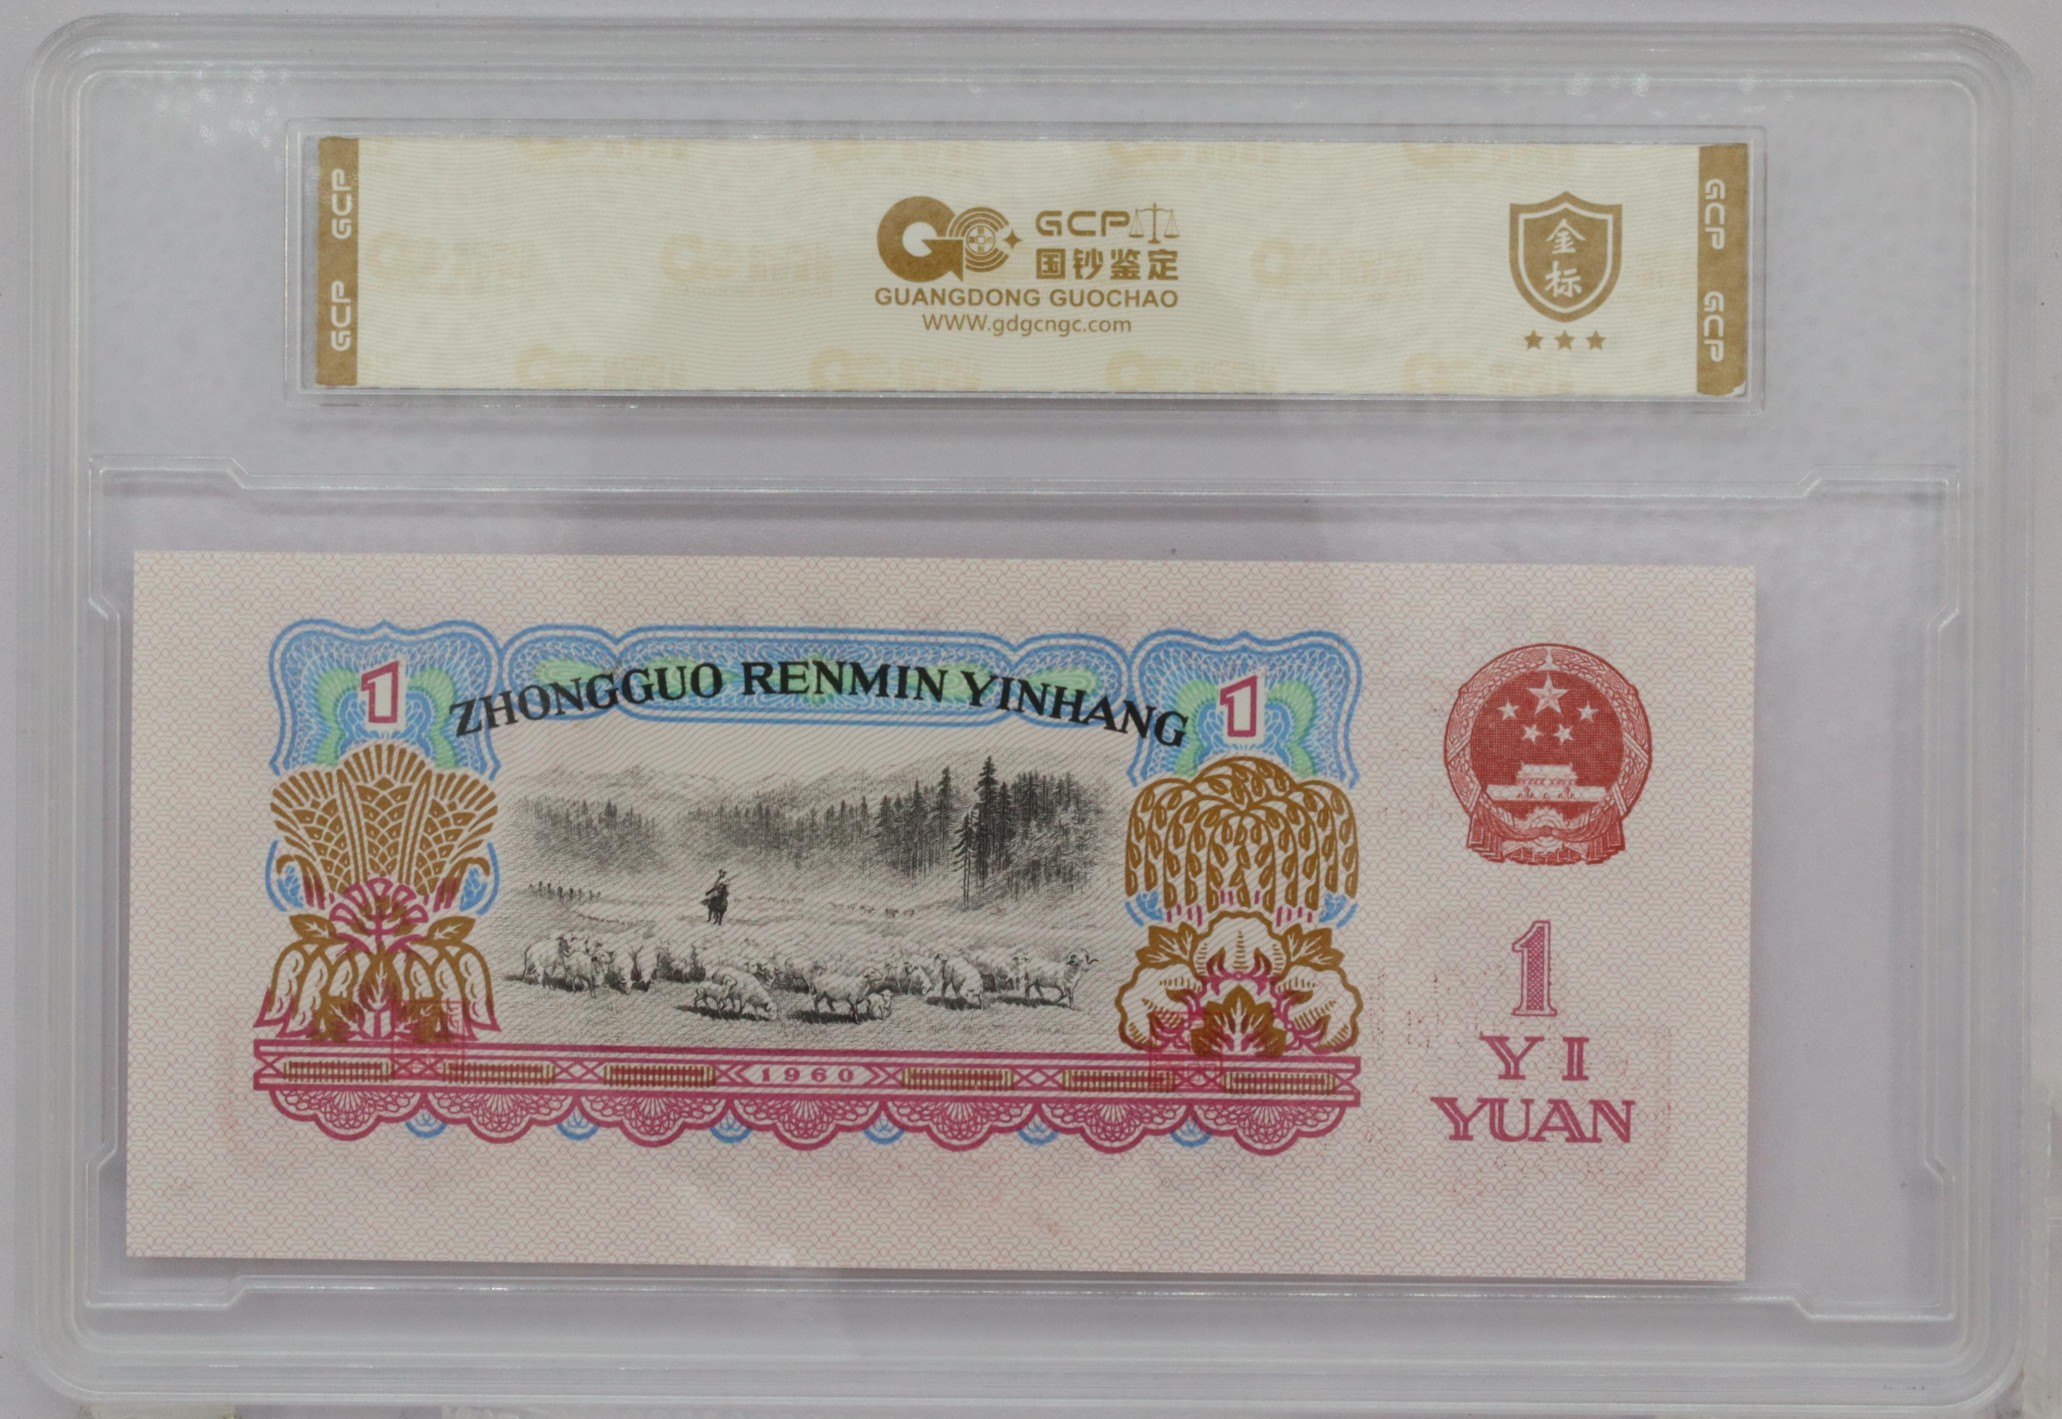 GCP
GCP
GCP
国钞鉴定
GUANGDONG GUOCHAO
WWW.gdgcngc.com
金标
GCP
GCP
1
ZHONGGUO RENMIN YINHANG
1
1960
1
YI
YUAN